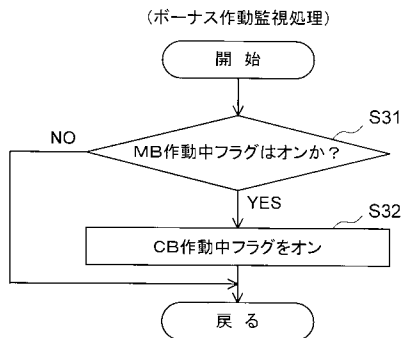 (ボーナス作動監視処理)
開 始
S31
NO
MB作動中フラグはオンか？
YES
S32
CB作動中フラグをオン
戻 る